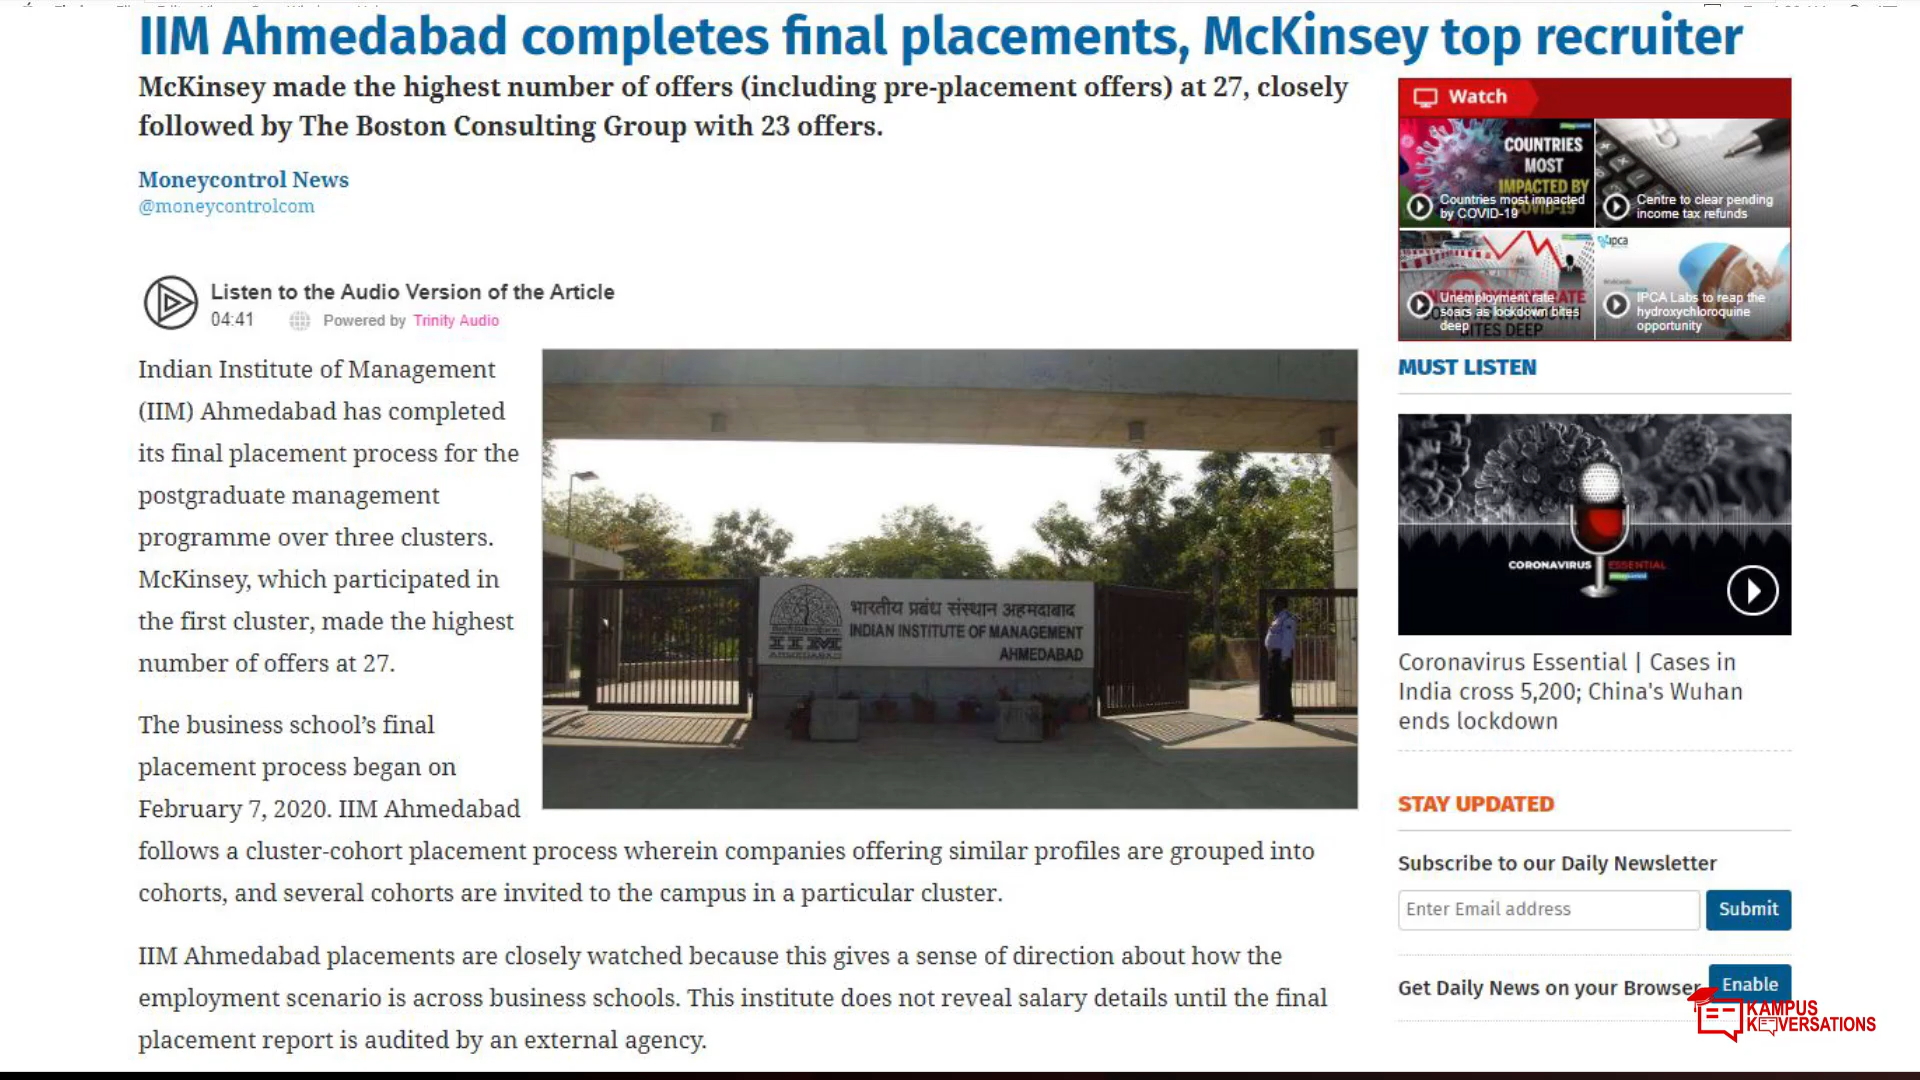 IIM Ahmedabad completes final placements, McKinsey top recruiter
McKinsey made the highest number of offers (including pre-placement offers) at 27, closely
followed by The Boston Consulting Group with 23 offers.
Moneycontrol News
@moneycontrolcom
Listen to the Audio Version of the Article
04:41 Powered by Trinity Audio
Indian Institute of Management
(IIM) Ahmedabad has completed
its final placement process for the
postgraduate management
programme over three clusters.
McKinsey, which participated in
the first cluster, made the highest
number of offers at 27.
The business school’s final
placement process began on
February 7, 2020. IIM Ahmedabad
follows a cluster-cohort placement process wherein companies offering similar profiles are grouped into
cohorts, and several cohorts are invited to the campus in a particular cluster.
IIM Ahmedabad placements are closely watched because this gives a sense of direction about how the
employment scenario is across business schools. This institute does not reveal salary details until the final
placement report is audited by an external agency.
भारतीय प्रबंध संस्थान अहमदाबाद
INDIAN INSTITUTE OF MANAGEMENT
AHMEDABAD
IIM
AHMEDABAD
Watch
COUNTRIES
MOST
IMPACTED BY
COVID-19
Countries most impacted
by COVID-19
Centre to clear pending
income tax refunds
Unemployment rate
soars as lockdown bites
deep
BITES DEEP
ipca
IPCA Labs to reap the
hydroxychloroquine
opportunity
MUST LISTEN
CORONAVIRUS ESSENTIAL
Coronavirus Essential | Cases in
India cross 5,200; China's Wuhan
ends lockdown
STAY UPDATED
Subscribe to our Daily Newsletter
Enter Email address
Submit
Get Daily News on your Browser
Enable
KAMPUS
KONVERSATIONS